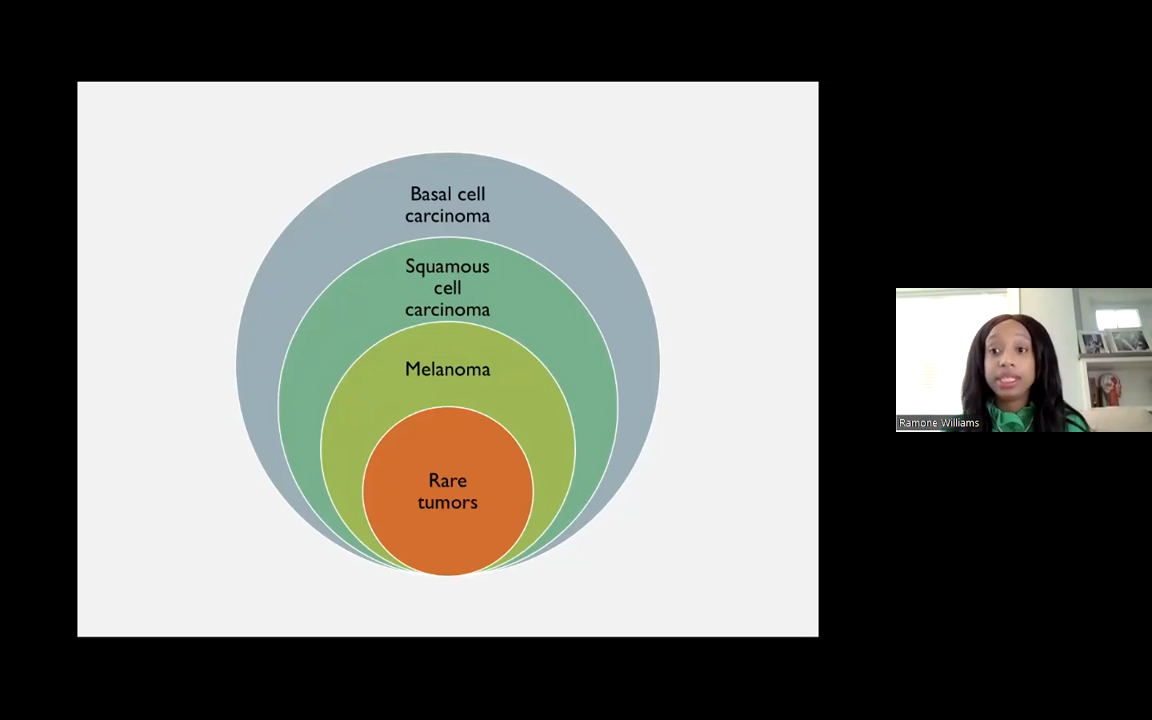 Basal cell
carcinoma
Squamous
cell
carcinoma
Melanoma
Rare
tumors
Ramone Williams